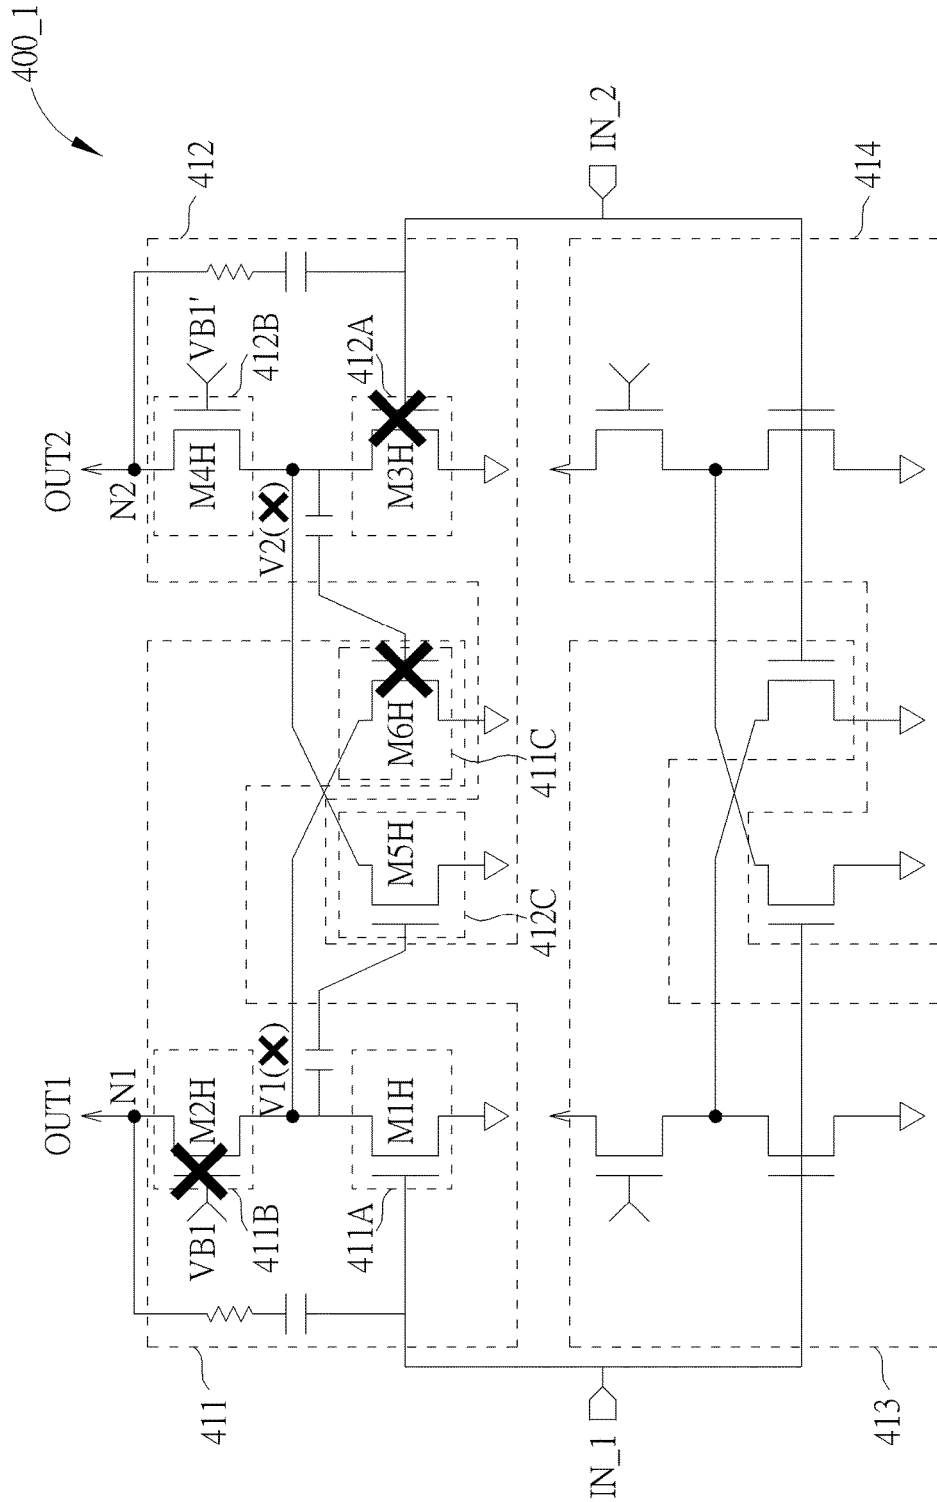 400_1
OUT1
OUT2
N1
N2
411
412
VB1
411B
M2H
M4H
VB1'
412B
V1(X)
V2(X)
411A
M1H
412C
M5H
M6H
411C
M3H
412A
IN_1
IN_2
413
414